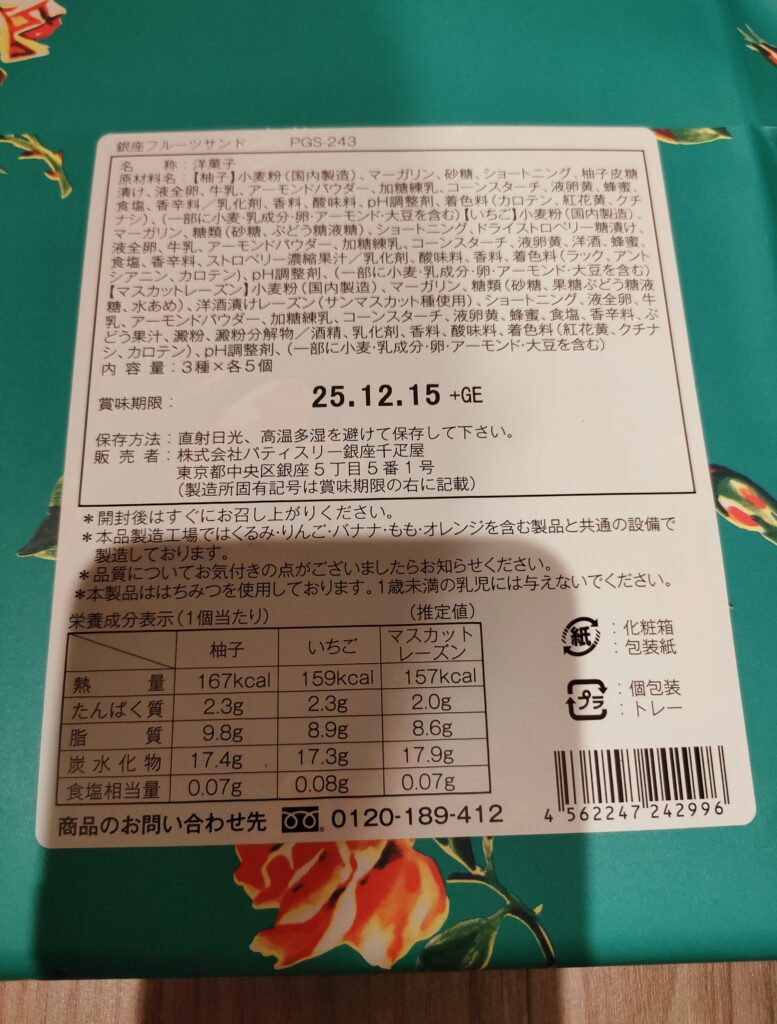 銀座フルーツサンド PGS-243
名 称：洋菓子
原材料名：【柚子】小麦粉（国内製造）、マーガリン、砂糖、ショートニング、柚子皮糖
漬け、液全卵、牛乳、アーモンドパウダー、加糖練乳、コーンスターチ、液卵黄、蜂蜜、
食塩、香辛料／乳化剤、香料、酸味料、pH調整剤、着色料（カロテン、紅花黄、クチ
ナシ）、（一部に小麦・乳成分・卵・アーモンド・大豆を含む）【いちご】小麦粉（国内製造）、
マーガリン、糖類（砂糖、ぶどう糖液糖）、ショートニング、ドライストロベリー糖漬け、
液全卵、牛乳、アーモンドパウダー、加糖練乳、コーンスターチ、液卵黄、洋酒、蜂蜜、
食塩、香辛料、ストロベリー濃縮果汁／乳化剤、酸味料、香料、着色料（ラック、アント
シアニン、カロテン）、pH調整剤、（一部に小麦・乳成分・卵・アーモンド・大豆を含む）
【マスカットレーズン】小麦粉（国内製造）、マーガリン、糖類（砂糖、果糖ぶどう糖液
糖、水あめ）、洋酒漬けレーズン（サンマスカット種使用）、ショートニング、液全卵、牛
乳、アーモンドパウダー、加糖練乳、コーンスターチ、液卵黄、蜂蜜、食塩、香辛料、ぶ
どう果汁、澱粉、澱粉分解物／酒精、乳化剤、香料、酸味料、着色料（紅花黄、クチナ
シ、カロテン）、pH調整剤、（一部に小麦・乳成分・卵・アーモンド・大豆を含む）
内 容 量：３種×各５個
賞味期限： 25.12.15 +GE
保存方法：直射日光、高温多湿を避けて保存して下さい。
販 売 者：株式会社パティスリー銀座千疋屋
東京都中央区銀座５丁目５番１号
（製造所固有記号は賞味期限の右に記載）
＊開封後はすぐにお召し上がりください。
＊本品製造工場ではくるみ・りんご・バナナ・もも・オレンジを含む製品と共通の設備で
製造しております。
＊品質についてお気付きの点がございましたらお知らせください。
＊本製品ははちみつを使用しております。1歳未満の乳児には与えないでください。
栄養成分表示（1個当たり） （推定値）
柚子 いちご マスカット
レーズン
熱 量 167kcal 159kcal 157kcal
たんぱく質 2.3g 2.3g 2.0g
脂 質 9.8g 8.9g 8.6g
炭水化物 17.4g 17.3g 17.9g
食塩相当量 0.07g 0.08g 0.07g
紙 ：化粧箱
：包装紙
プラ ：個包装
：トレー
4 562247 242996
商品のお問い合わせ先 0120-189-412